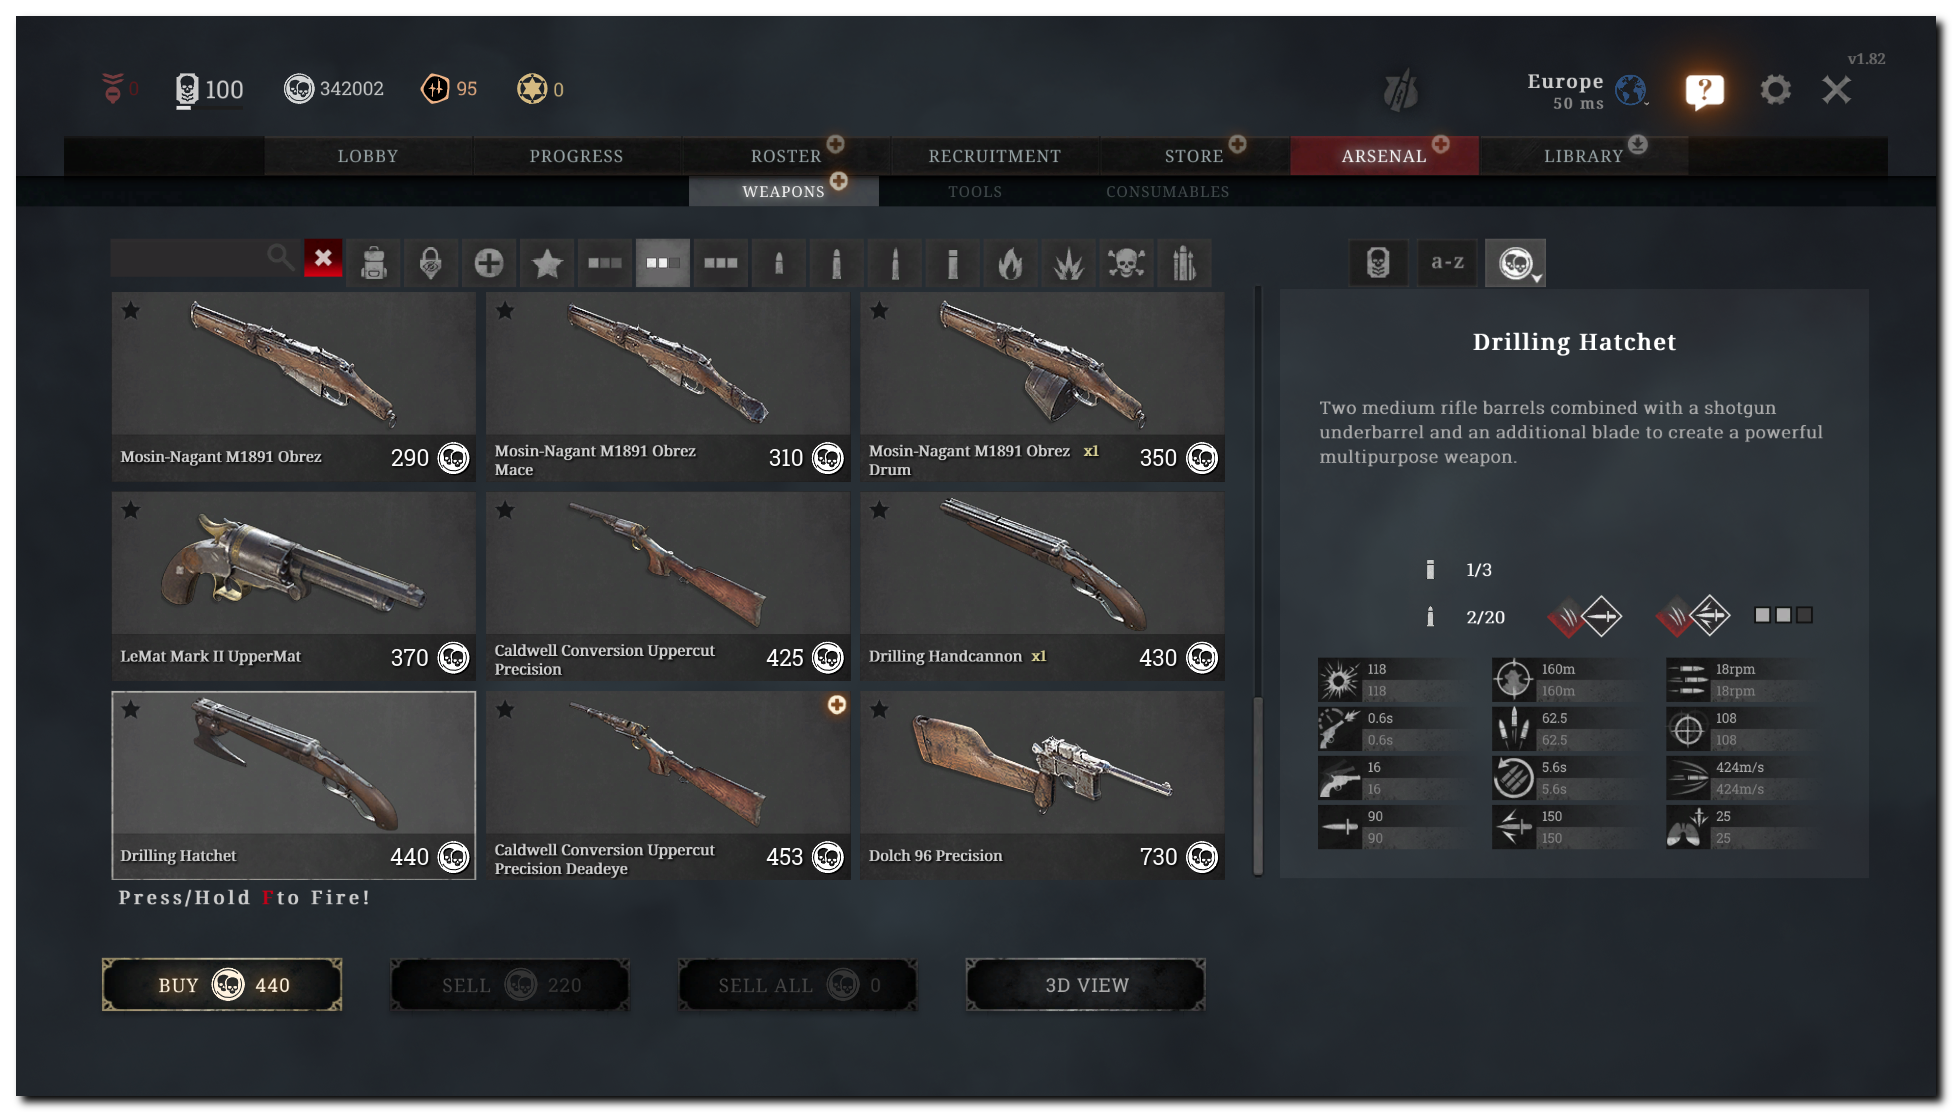 v1.82
0
100
342002
95
0
Europe
50 ms
?
LOBBY
PROGRESS
ROSTER
RECRUITMENT
STORE
ARSENAL
LIBRARY
WEAPONS
TOOLS
CONSUMABLES
a-z
Mosin-Nagant M1891 Obrez
290
Mosin-Nagant M1891 Obrez
Mace
310
Mosin-Nagant M1891 Obrez x1
Drum
350
LeMat Mark II UpperMat
370
Caldwell Conversion Uppercut
Precision
425
Drilling Handcannon x1
430
Drilling Hatchet
440
Caldwell Conversion Uppercut
Precision Deadeye
453
Dolch 96 Precision
730
Press/Hold F to Fire!
BUY 440
SELL 220
SELL ALL 0
3D VIEW
Drilling Hatchet
Two medium rifle barrels combined with a shotgun
underbarrel and an additional blade to create a powerful
multipurpose weapon.
1/3
2/20
118
118
160m
160m
18rpm
18rpm
0.6s
0.6s
62.5
62.5
108
108
16
16
5.6s
5.6s
424m/s
424m/s
90
90
150
150
25
25